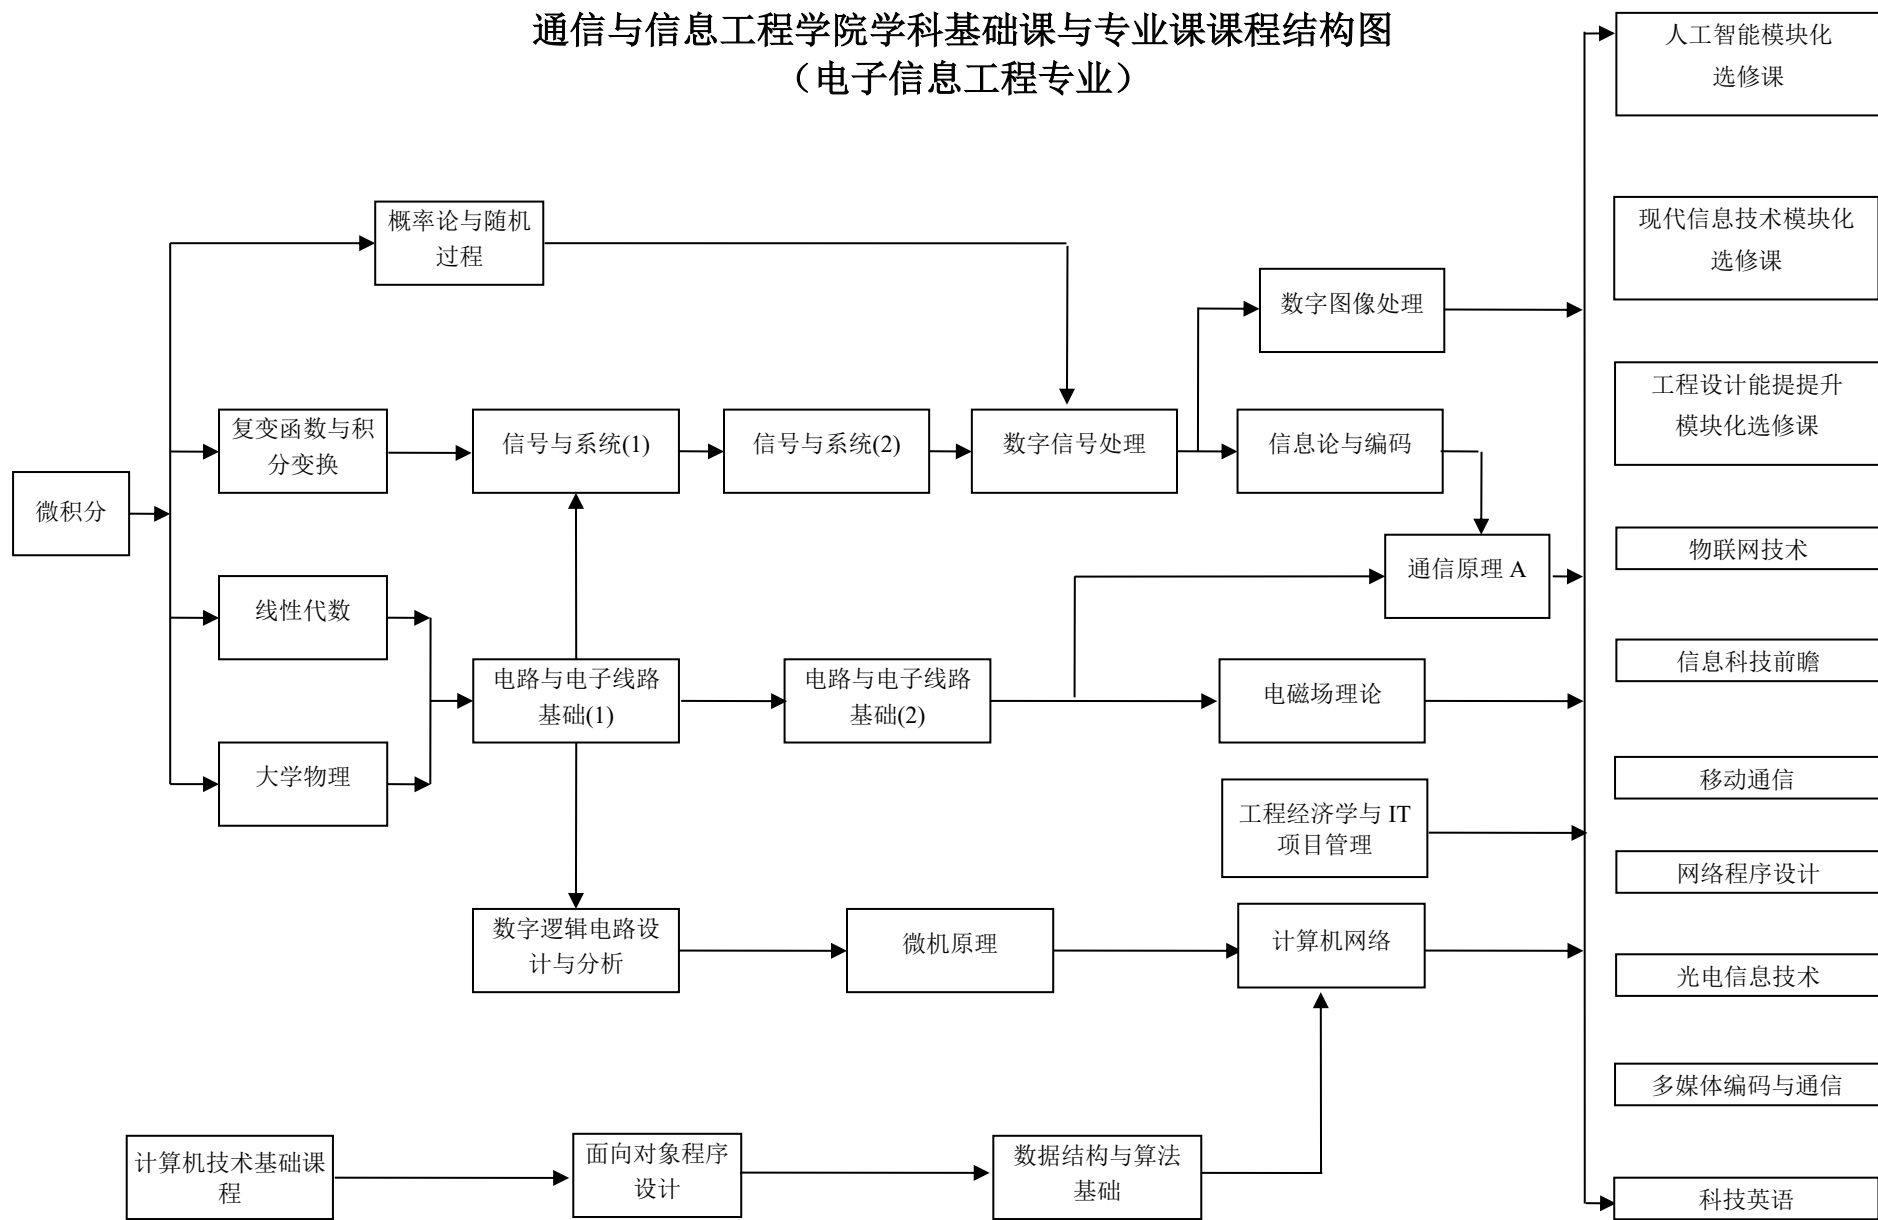 通信与信息工程学院学科基础课与专业课课程结构图
（电子信息工程专业）
人工智能模块化
选修课
概率论与随机
过程
现代信息技术模块化
选修课
数字图像处理
工程设计能提提升
模块化选修课
复变函数与积
分变换
信号与系统(1)
信号与系统(2)
数字信号处理
信息论与编码
微积分
物联网技术
通信原理 A
线性代数
信息科技前瞻
电路与电子线路
基础(1)
电路与电子线路
基础(2)
电磁场理论
大学物理
移动通信
工程经济学与 IT
项目管理
网络程序设计
数字逻辑电路设
计与分析
微机原理
计算机网络
光电信息技术
多媒体编码与通信
计算机技术基础课
程
面向对象程序
设计
数据结构与算法
基础
科技英语